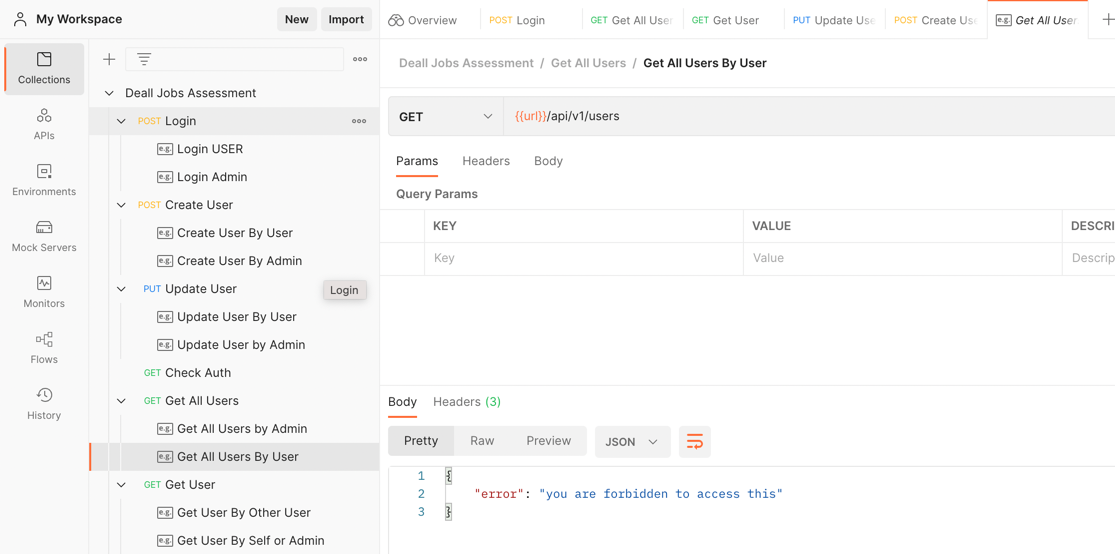 My Workspace
New
Import
Overview
POST Login
GET Get All User
GET Get User
PUT Update Use
POST Create Use
e.g. Get All User
Collections
APIs
Environments
Mock Servers
Monitors
Flows
History
Deall Jobs Assessment
POST Login
e.g. Login USER
e.g. Login Admin
POST Create User
e.g. Create User By User
e.g. Create User By Admin
PUT Update User
Login
e.g. Update User By User
e.g. Update User by Admin
GET Check Auth
GET Get All Users
e.g. Get All Users by Admin
e.g. Get All Users By User
GET Get User
e.g. Get User By Other User
e.g. Get User By Self or Admin
Deall Jobs Assessment / Get All Users / Get All Users By User
GET {{url}}/api/v1/users
Params Headers Body
Query Params
KEY VALUE DESCRI
Key Value Descrip
Body Headers (3)
Pretty Raw Preview JSON
1 {
2 "error": "you are forbidden to access this"
3 }